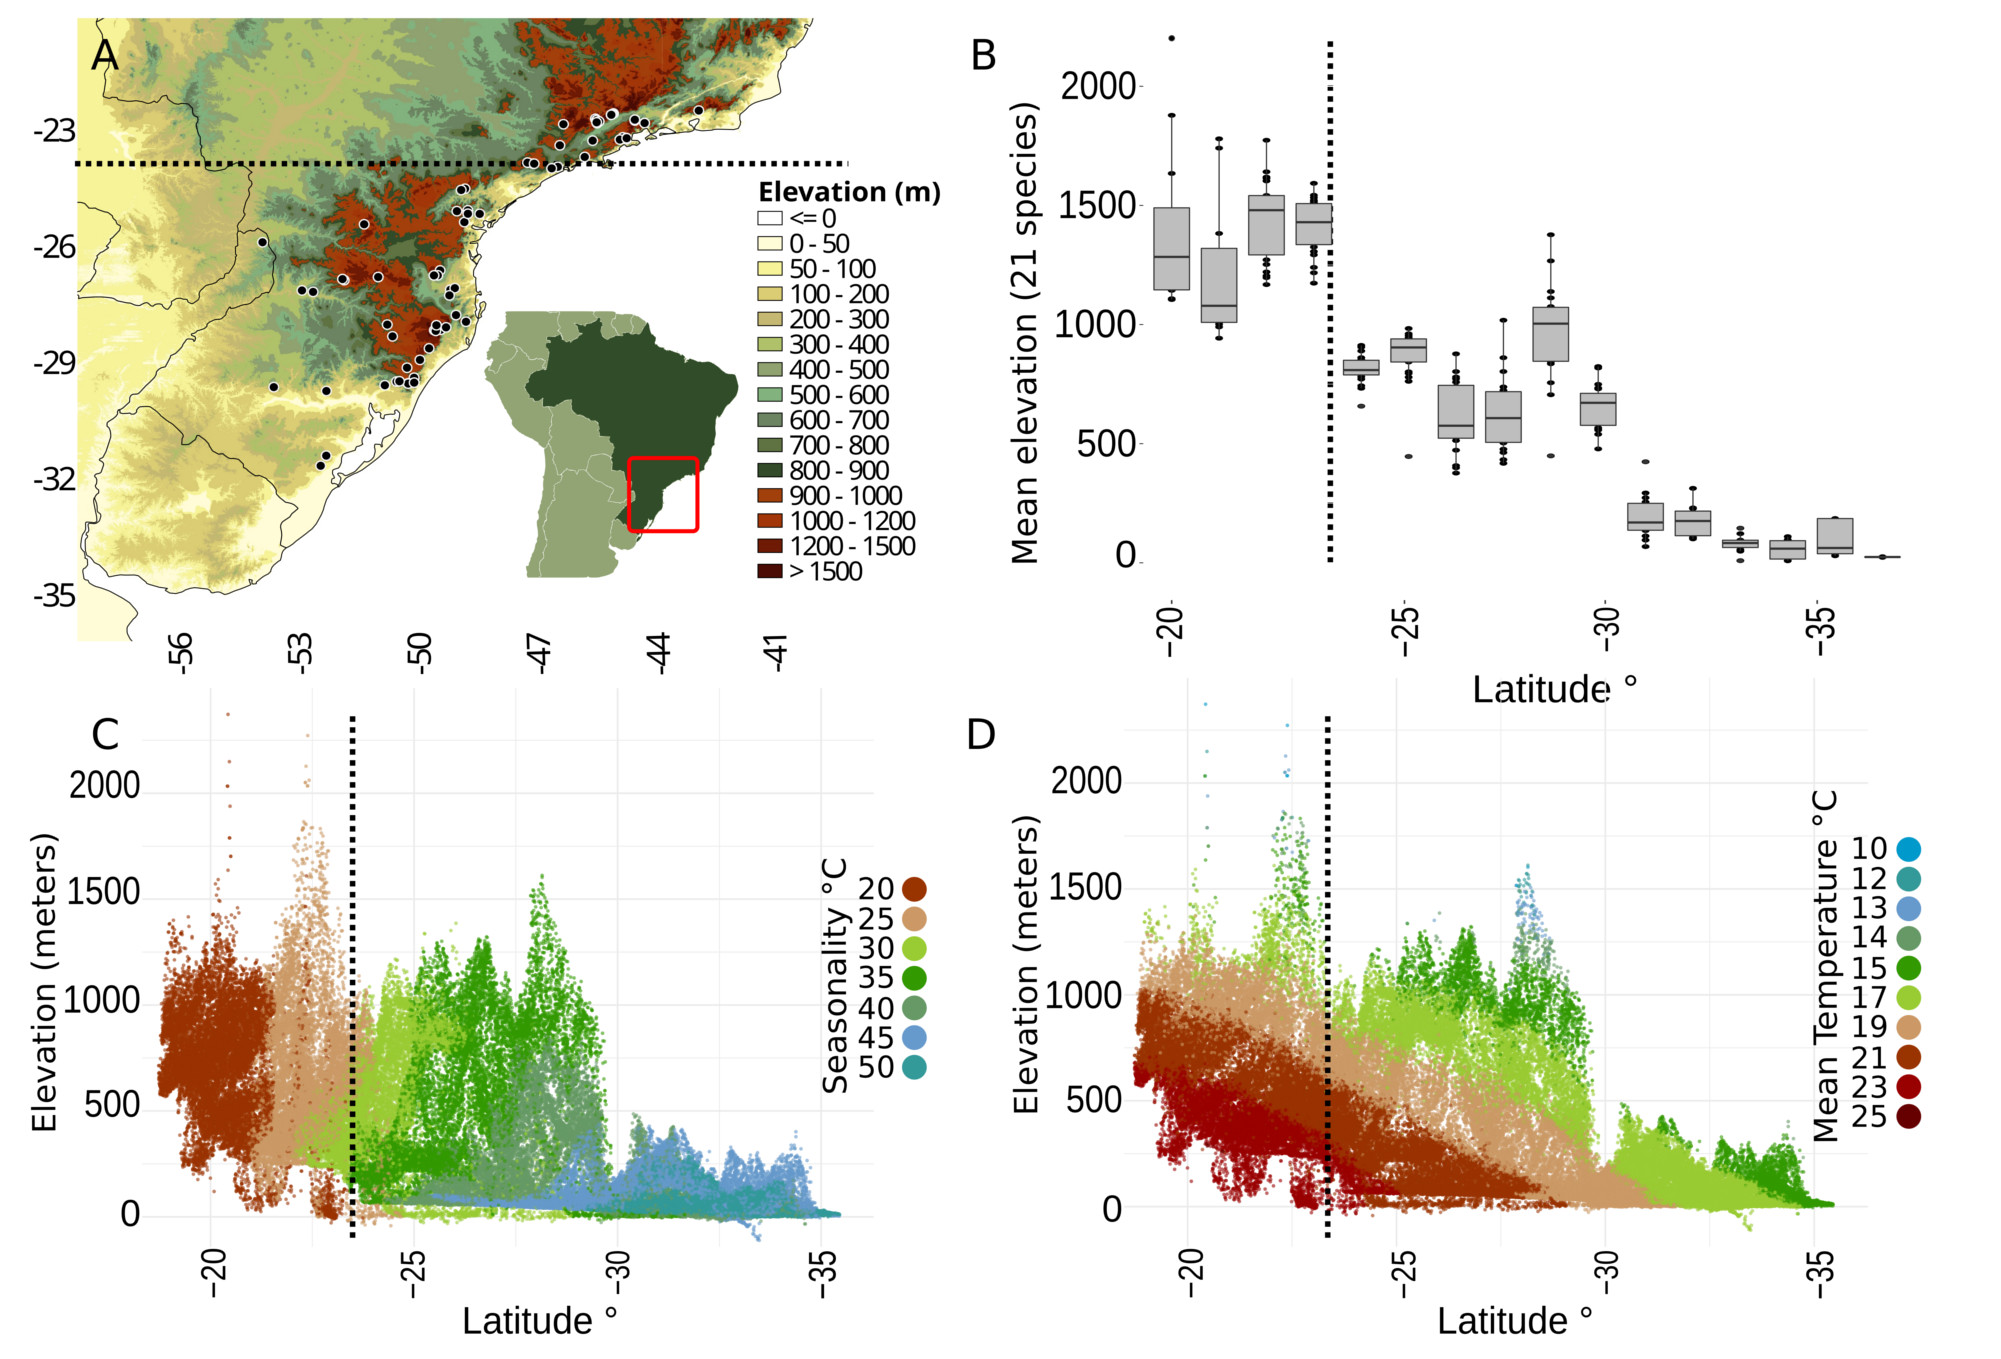 A
-23
-26
-29
-32
-35
-56
-53
-50
-47
-44
-41
Elevation (m)
<= 0
0 - 50
50 - 100
100 - 200
200 - 300
300 - 400
400 - 500
500 - 600
600 - 700
700 - 800
800 - 900
900 - 1000
1000 - 1200
1200 - 1500
> 1500
B
Mean elevation (21 species)
2000
1500
1000
500
0
−20
−25
−30
−35
Latitude °
C
Elevation (meters)
2000
1500
1000
500
0
−20
−25
−30
−35
Latitude °
Seasonality °C
20
25
30
35
40
45
50
D
Elevation (meters)
2000
1500
1000
500
0
−20
−25
−30
−35
Latitude °
Mean Temperature °C
10
12
13
14
15
17
19
21
23
25